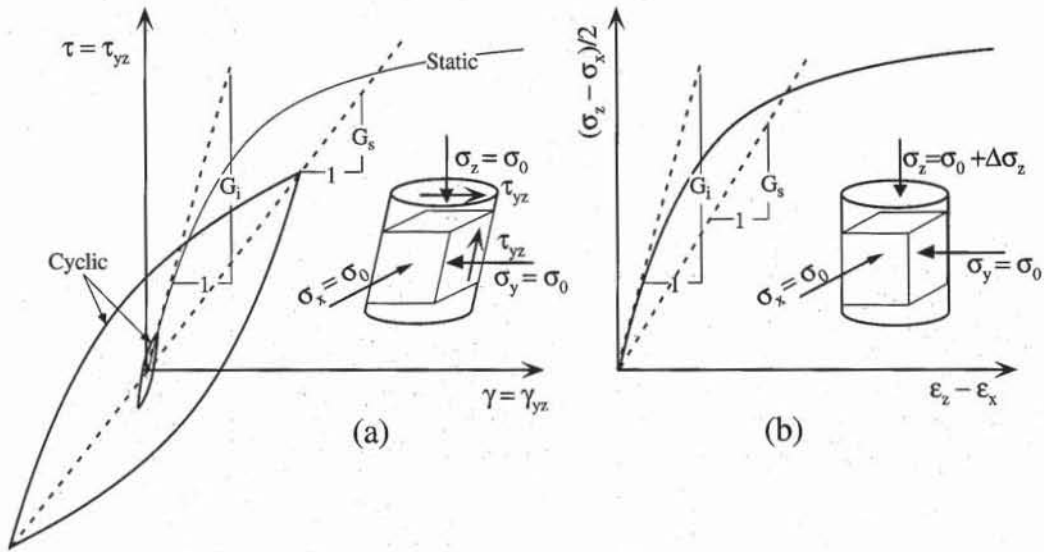 τ = τyz
Static
Gs
1
Gi
1
σz = σ0
τyz
τyz
σy = σ0
σx = σ0
Cyclic
γ = γyz
(a)
(σz − σx)/2
Gi
Gs
1
1
σz=σ0 + Δσz
σx = σ0
σy = σ0
εz − εx
(b)